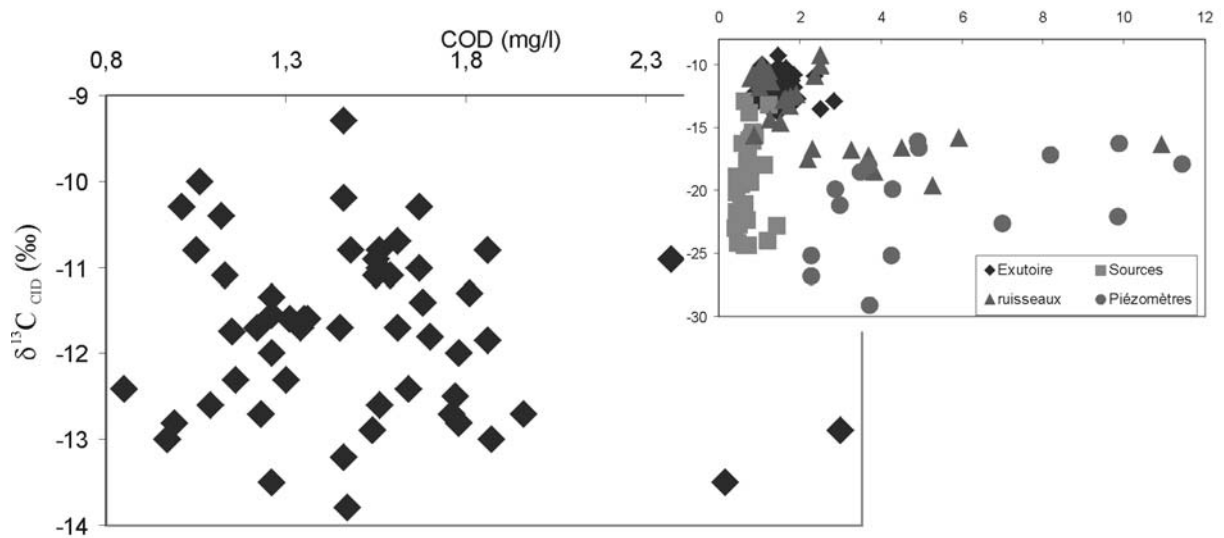 COD (mg/l)
0,8 1,3 1,8 2,3
-9
-10
-11
-12
-13
-14
δ¹³C CID (‰)
0 2 4 6 8 10 12
-10
-15
-20
-25
-30
Exutoire Sources
ruisseaux Piézomètres